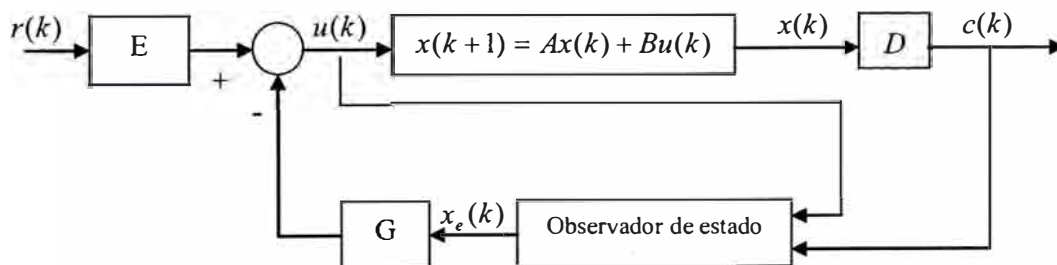 r(k)
E
+
-
u(k)
x(k+1) = Ax(k) + Bu(k)
x(k)
D
c(k)
G
x_e(k)
Observador de estado